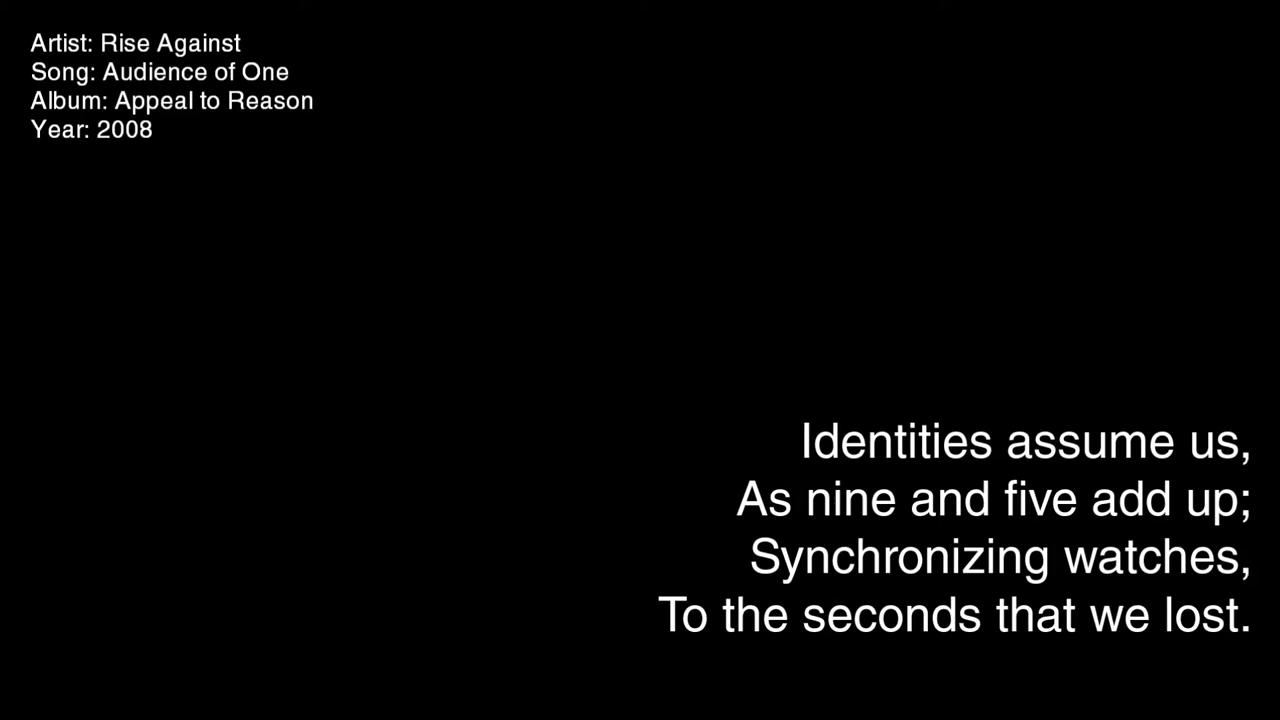 Artist: Rise Against
Song: Audience of One
Album: Appeal to Reason
Year: 2008
Identities assume us,
As nine and five add up;
Synchronizing watches,
To the seconds that we lost.